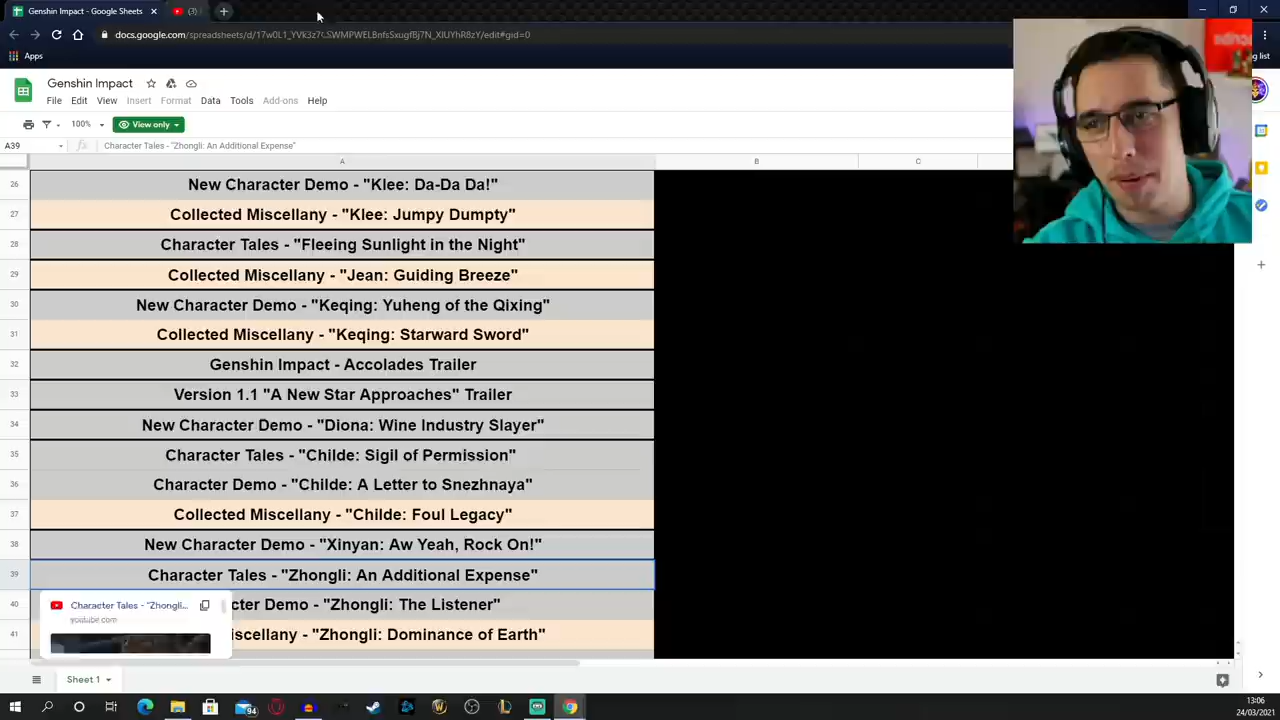 Genshin Impact - Google Sheets
(3)
docs.google.com/spreadsheets/d/
/edit#gid=0
Apps
Genshin Impact
File Edit View Insert Format Data Tools Add-ons Help
100% View only
A39 fx Character Tales - "Zhongli: An Additional Expense"
A B C
26 New Character Demo - "Klee: Da-Da Da!"
27 Collected Miscellany - "Klee: Jumpy Dumpty"
28 Character Tales - "Fleeing Sunlight in the Night"
29 Collected Miscellany - "Jean: Guiding Breeze"
30 New Character Demo - "Keqing: Yuheng of the Qixing"
31 Collected Miscellany - "Keqing: Starward Sword"
32 Genshin Impact - Accolades Trailer
33 Version 1.1 "A New Star Approaches" Trailer
34 New Character Demo - "Diona: Wine Industry Slayer"
35 Character Tales - "Childe: Sigil of Permission"
36 Character Demo - "Childe: A Letter to Snezhnaya"
37 Collected Miscellany - "Childe: Foul Legacy"
38 New Character Demo - "Xinyan: Aw Yeah, Rock On!"
39 Character Tales - "Zhongli: An Additional Expense"
40 cter Demo - "Zhongli: The Listener"
Character Tales - "Zhongli...
youtube.com
41 iscellany - "Zhongli: Dominance of Earth"
Sheet 1
94
13:06
24/03/2021